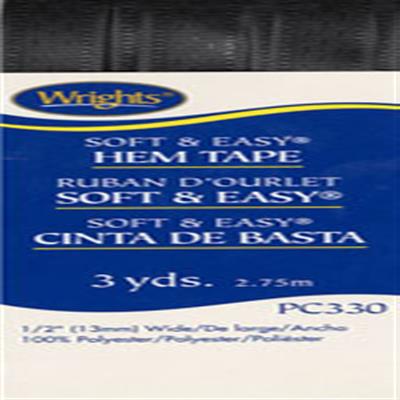 Wrights®
SOFT & EASY®
HEM TAPE
RUBAN D'OURLET
SOFT & EASY®
SOFT & EASY®
CINTA DE BASTA
3 yds. 2.75m
PC330
1/2" (13mm) Wide/De large/Ancho
100% Polyester/Polyester/Poliéster